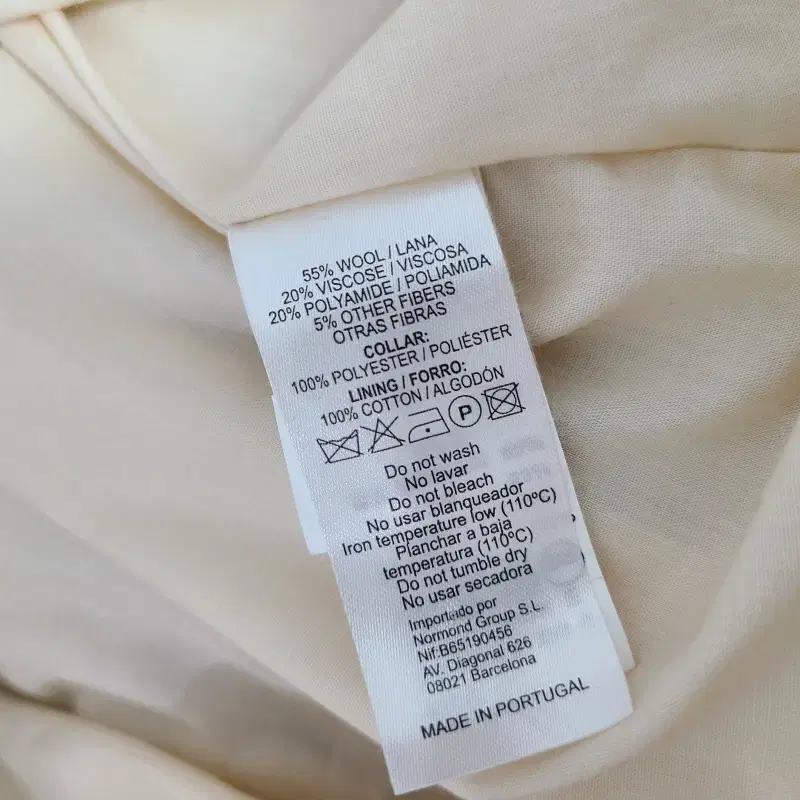 55% WOOL / LANA
20% VISCOSE / VISCOSA
20% POLYAMIDE / POLIAMIDA
5% OTHER FIBERS
OTRAS FIBRAS
COLLAR:
100% POLYESTER / POLIÉSTER
LINING / FORRO:
100% COTTON / ALGODÓN
P
Do not wash
No lavar
Do not bleach
No usar blanqueador
Iron temperature low (110ºC)
Planchar a baja
temperatura (110ºC)
Do not tumble dry
No usar secadora
Importado por
Normond Group S.L.
Nif:B65190456
AV. Diagonal 626
08021 Barcelona
MADE IN PORTUGAL